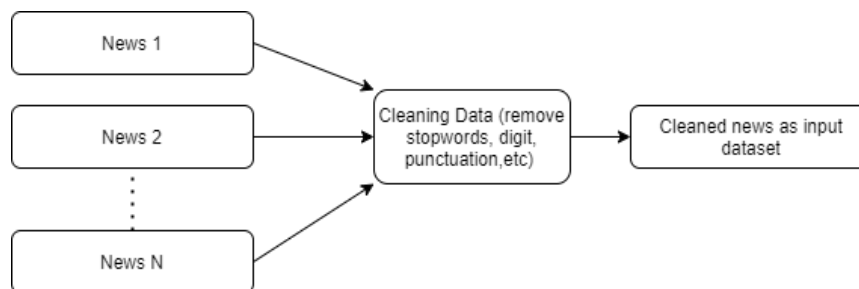 News 1
News 2
News N
Cleaning Data (remove
stopwords, digit,
punctuation,etc)
Cleaned news as input
dataset